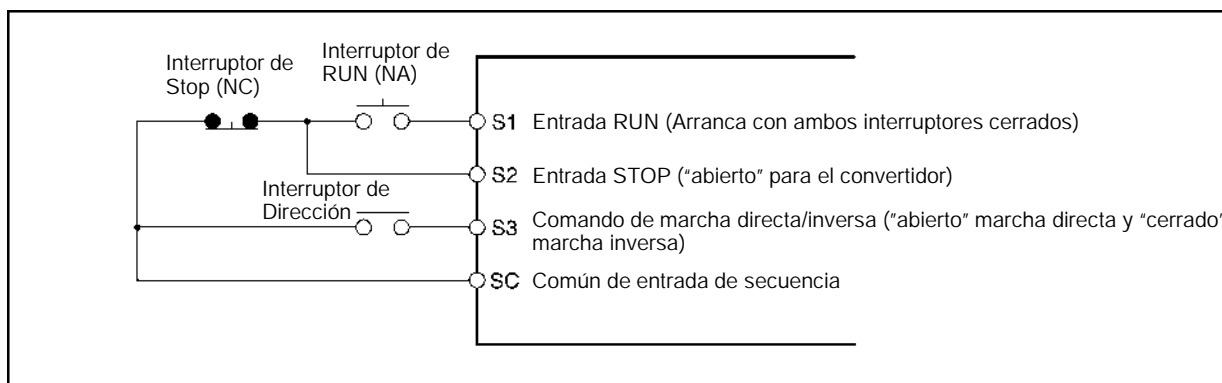 Interruptor de
Stop (NC)
Interruptor de
RUN (NA)
S1 Entrada RUN (Arranca con ambos interruptores cerrados)
S2 Entrada STOP ("abierto" para el convertidor)
Interruptor de
Dirección
S3 Comando de marcha directa/inversa ("abierto" marcha directa y "cerrado"
marcha inversa)
SC Común de entrada de secuencia